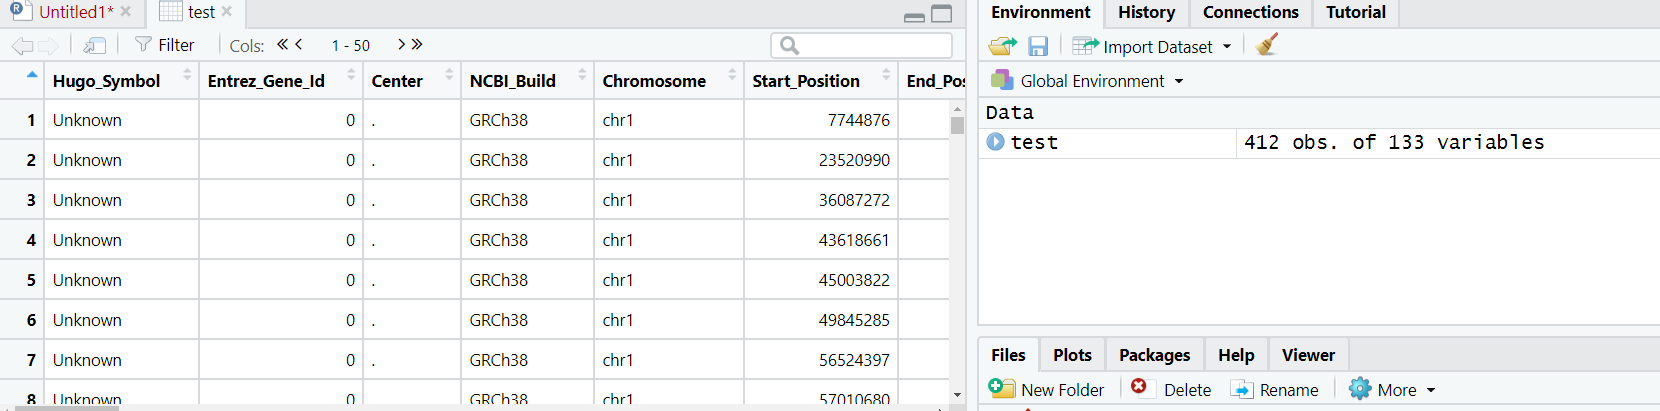 Untitled1* test
Filter Cols: 1 - 50
Hugo_Symbol Entrez_Gene_Id Center NCBI_Build Chromosome Start_Position End_Pos
1 Unknown 0 . GRCh38 chr1 7744876
2 Unknown 0 . GRCh38 chr1 23520990
3 Unknown 0 . GRCh38 chr1 36087272
4 Unknown 0 . GRCh38 chr1 43618661
5 Unknown 0 . GRCh38 chr1 45003822
6 Unknown 0 . GRCh38 chr1 49845285
7 Unknown 0 . GRCh38 chr1 56524397
8 Unknown 0 . GRCh38 chr1 57010680
Environment History Connections Tutorial
Import Dataset
Global Environment
Data
test 412 obs. of 133 variables
Files Plots Packages Help Viewer
New Folder Delete Rename More